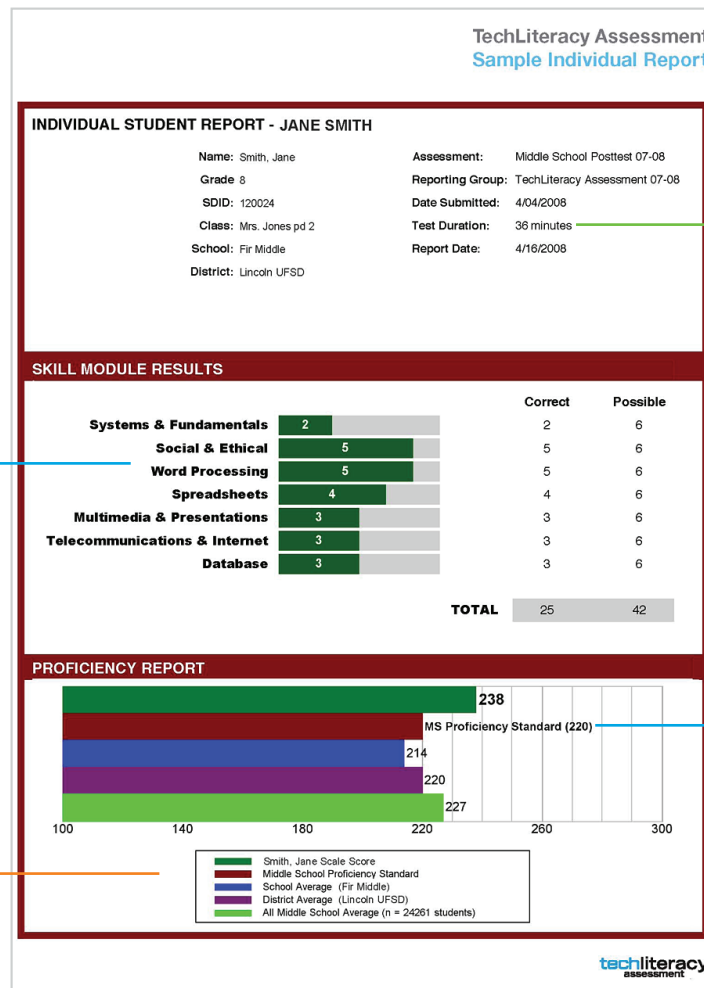 TechLiteracy Assessment
Sample Individual Report
INDIVIDUAL STUDENT REPORT - JANE SMITH
Name: Smith, Jane
Grade 8
SDID: 120024
Class: Mrs. Jones pd 2
School: Fir Middle
District: Lincoln UFSD
Assessment: Middle School Posttest 07-08
Reporting Group: TechLiteracy Assessment 07-08
Date Submitted: 4/04/2008
Test Duration: 36 minutes
Report Date: 4/16/2008
SKILL MODULE RESULTS
Correct Possible
Systems & Fundamentals 2 2 6
Social & Ethical 5 5 6
Word Processing 5 5 6
Spreadsheets 4 4 6
Multimedia & Presentations 3 3 6
Telecommunications & Internet 3 3 6
Database 3 3 6
TOTAL 25 42
PROFICIENCY REPORT
238
MS Proficiency Standard (220)
214
220
227
100 140 180 220 260 300
Smith, Jane Scale Score
Middle School Proficiency Standard
School Average (Fir Middle)
District Average (Lincoln UFSD)
All Middle School Average (n = 24261 students)
techliteracy
assessment